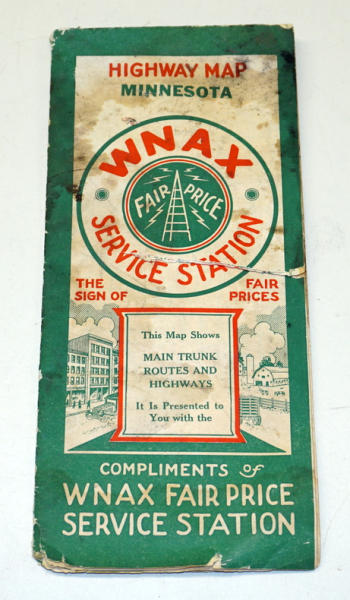 HIGHWAY MAP
MINNESOTA
WNAX
FAIR PRICE
SERVICE STATION
THE
SIGN OF
FAIR
PRICES
This Map Shows
MAIN TRUNK
ROUTES AND
HIGHWAYS
It Is Presented to
You with the
COMPLIMENTS of
WNAX FAIR PRICE
SERVICE STATION